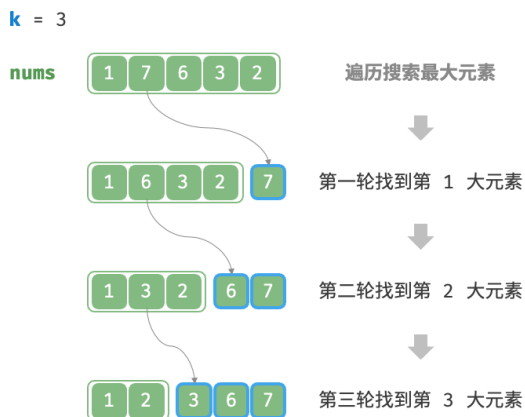 k = 3
nums 1 7 6 3 2 遍历搜索最大元素
1 6 3 2 7 第一轮找到第 1 大元素
1 3 2 6 7 第二轮找到第 2 大元素
1 2 3 6 7 第三轮找到第 3 大元素